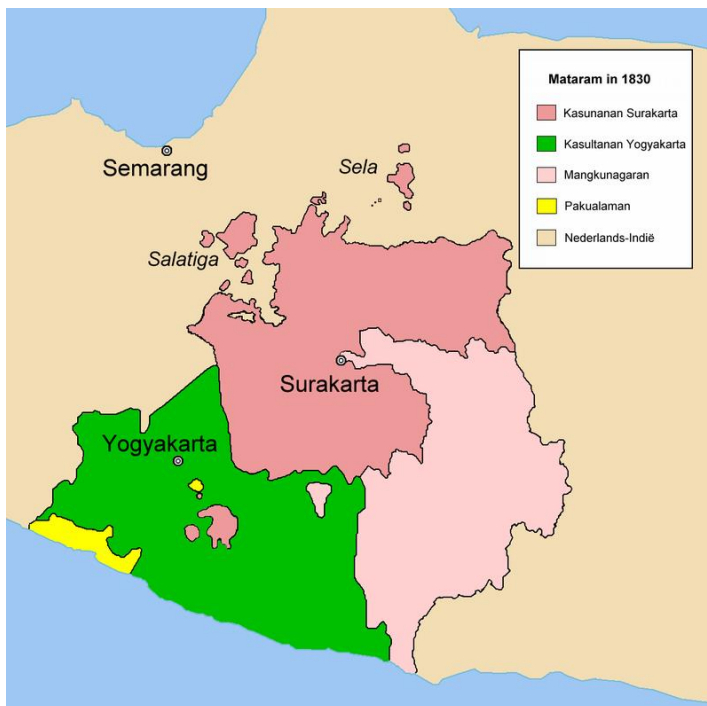 Mataram in 1830
Kasunanan Surakarta
Kasultanan Yogyakarta
Mangkunagaran
Pakualaman
Nederlands-Indië
Semarang
Sela
Salatiga
Surakarta
Yogyakarta